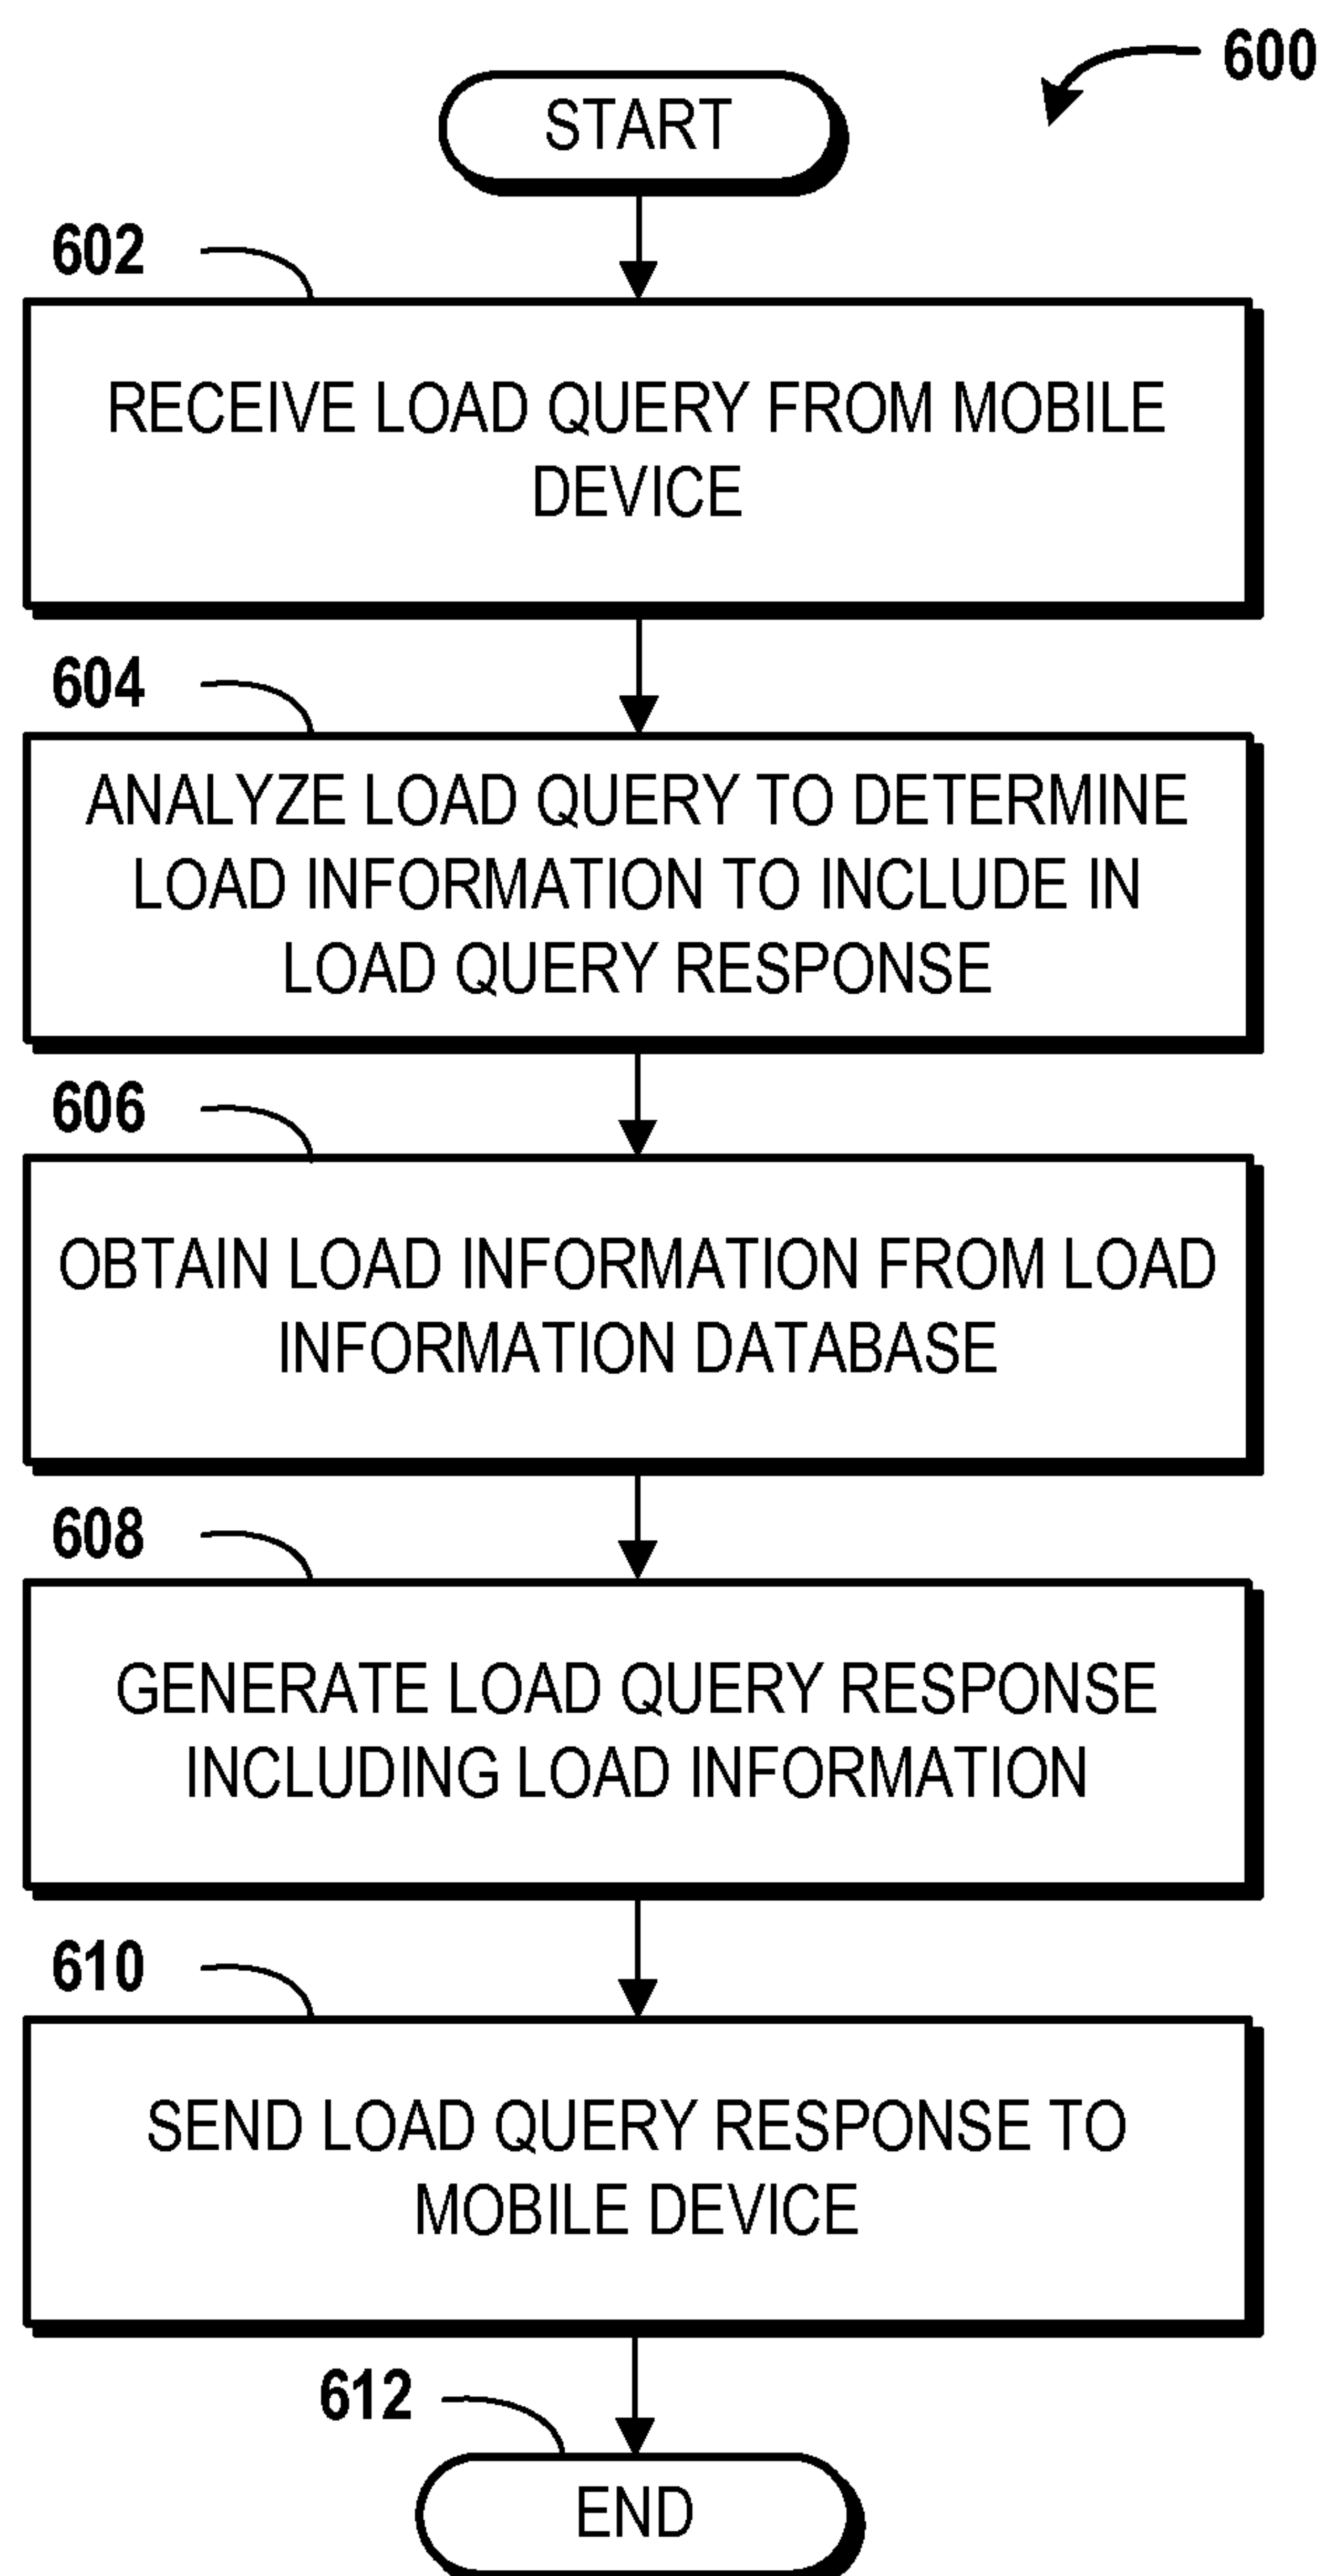 600
START
602
RECEIVE LOAD QUERY FROM MOBILE
DEVICE
604
ANALYZE LOAD QUERY TO DETERMINE
LOAD INFORMATION TO INCLUDE IN
LOAD QUERY RESPONSE
606
OBTAIN LOAD INFORMATION FROM LOAD
INFORMATION DATABASE
608
GENERATE LOAD QUERY RESPONSE
INCLUDING LOAD INFORMATION
610
SEND LOAD QUERY RESPONSE TO
MOBILE DEVICE
612
END